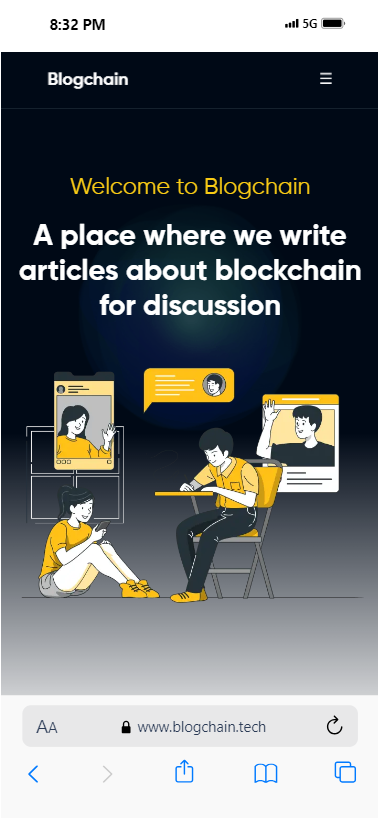 8:32 PM 5G
Blogchain
Welcome to Blogchain
A place where we write
articles about blockchain
for discussion
AA www.blogchain.tech